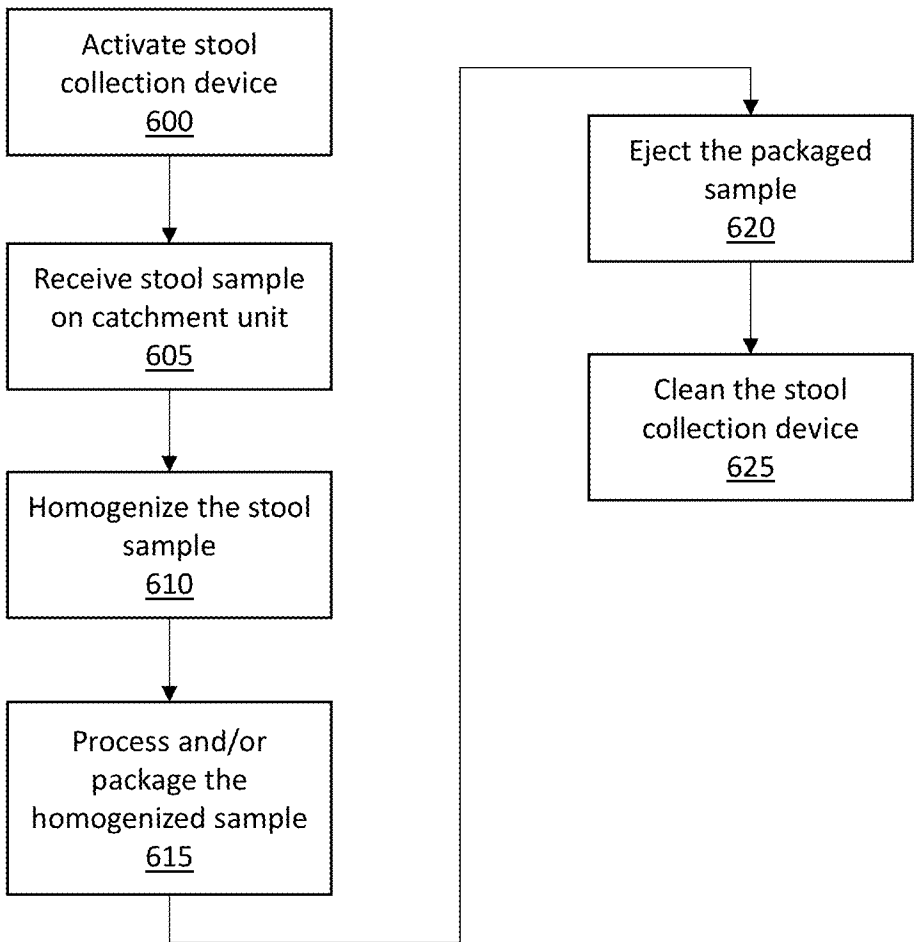 Activate stool
collection device
600
Receive stool sample
on catchment unit
605
Homogenize the stool
sample
610
Process and/or
package the
homogenized sample
615
Eject the packaged
sample
620
Clean the stool
collection device
625